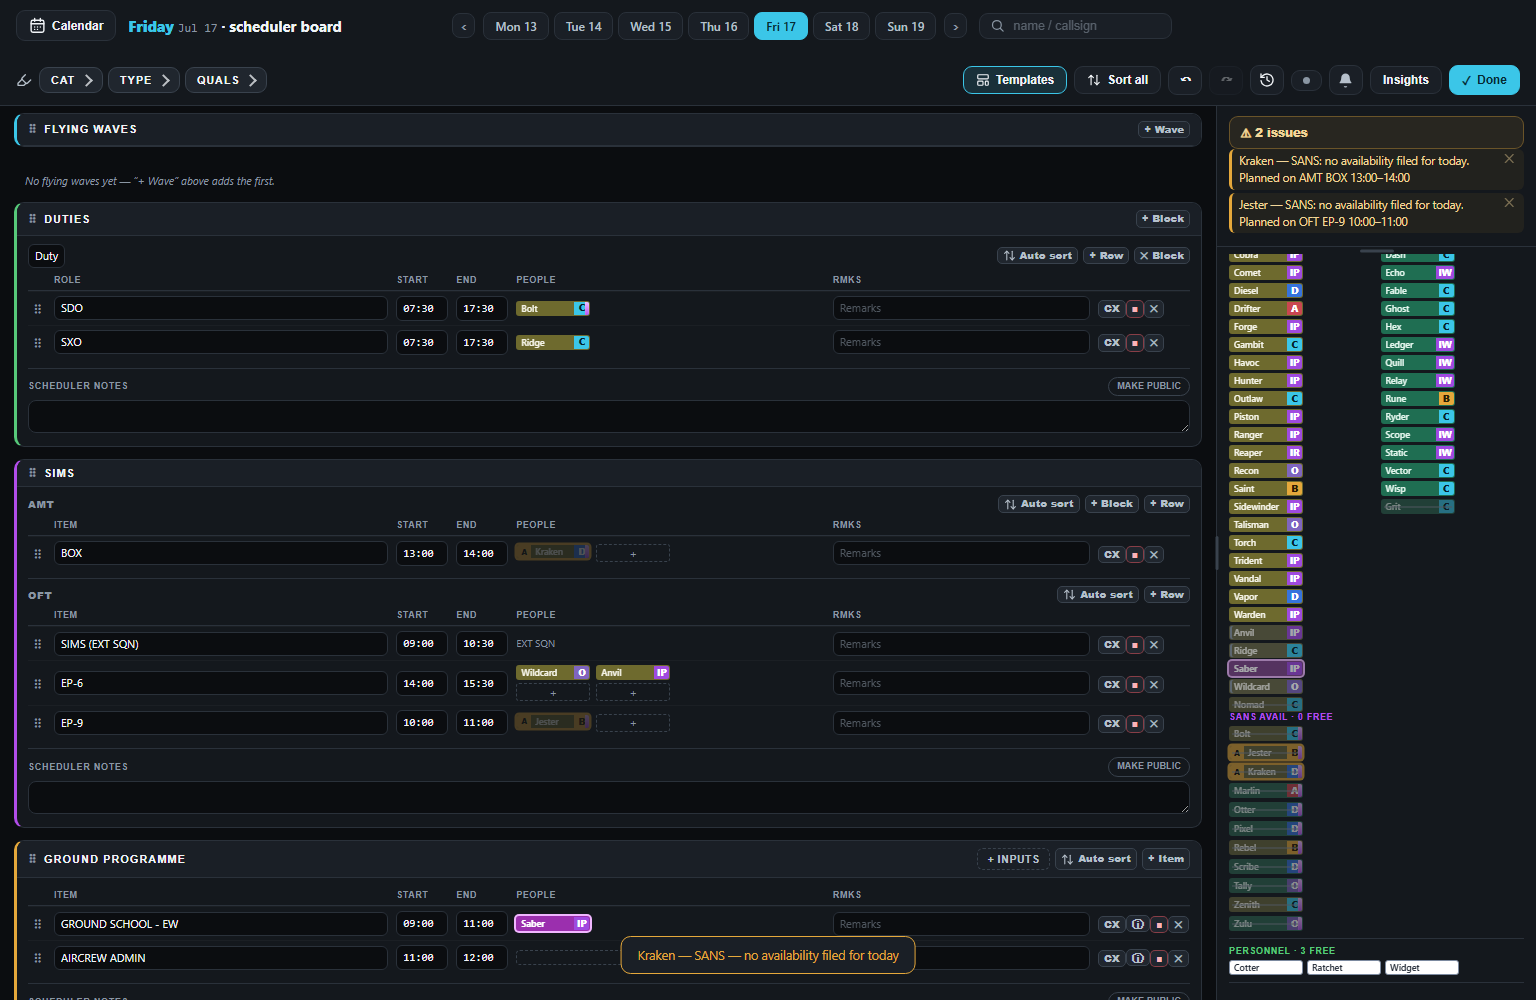 Calendar
Friday Jul 17 · scheduler board
‹ Mon 13 Tue 14 Wed 15 Thu 16 Fri 17 Sat 18 Sun 19 ›
name / callsign
CAT TYPE QUALS
Templates Sort all Insights ✓ Done
FLYING WAVES
+ Wave
No flying waves yet — "+ Wave" above adds the first.
DUTIES
+ Block
Duty
Auto sort + Row ✕ Block
ROLE START END PEOPLE RMKS
SDO 07:30 17:30 Bolt C Remarks CX ✕
SXO 07:30 17:30 Ridge C Remarks CX ✕
SCHEDULER NOTES
MAKE PUBLIC
SIMS
AMT
Auto sort + Block + Row
ITEM START END PEOPLE RMKS
BOX 13:00 14:00 A Kraken D + Remarks CX ✕
OFT
Auto sort + Row
ITEM START END PEOPLE RMKS
SIMS (EXT SQN) 09:00 10:30 EXT SQN Remarks CX ✕
EP-6 14:00 15:30 Wildcard O Anvil IP + + Remarks CX ✕
EP-9 10:00 11:00 A Jester B + Remarks CX ✕
SCHEDULER NOTES
MAKE PUBLIC
GROUND PROGRAMME
+ INPUTS Auto sort + Item
ITEM START END PEOPLE RMKS
GROUND SCHOOL - EW 09:00 11:00 Saber IP Remarks CX ✕
AIRCREW ADMIN 11:00 12:00 CX ✕
Kraken — SANS — no availability filed for today
SCHEDULER NOTES
MAKE PUBLIC
⚠ 2 issues
Kraken — SANS: no availability filed for today.
Planned on AMT BOX 13:00–14:00
Jester — SANS: no availability filed for today.
Planned on OFT EP-9 10:00–11:00
Cobra IP
Comet IP
Diesel D
Drifter A
Forge IP
Gambit C
Havoc IP
Hunter IP
Outlaw C
Piston IP
Ranger IP
Reaper IR
Recon O
Saint B
Sidewinder IP
Talisman O
Torch C
Trident IP
Vandal IP
Vapor D
Warden IP
Anvil IP
Ridge C
Saber IP
Wildcard O
Nomad
Dash C
Echo IW
Fable C
Ghost C
Hex C
Ledger IW
Quill IW
Relay IW
Rune B
Ryder C
Scope IW
Static IW
Vector C
Wisp C
Grit C
SANS AVAIL · 0 FREE
Bolt C
A Jester B
A Kraken D
Marlin A
Otter D
Pixel D
Rebel B
Scribe D
Tally O
Zenith C
Zulu O
PERSONNEL · 3 FREE
Cotter Ratchet Widget